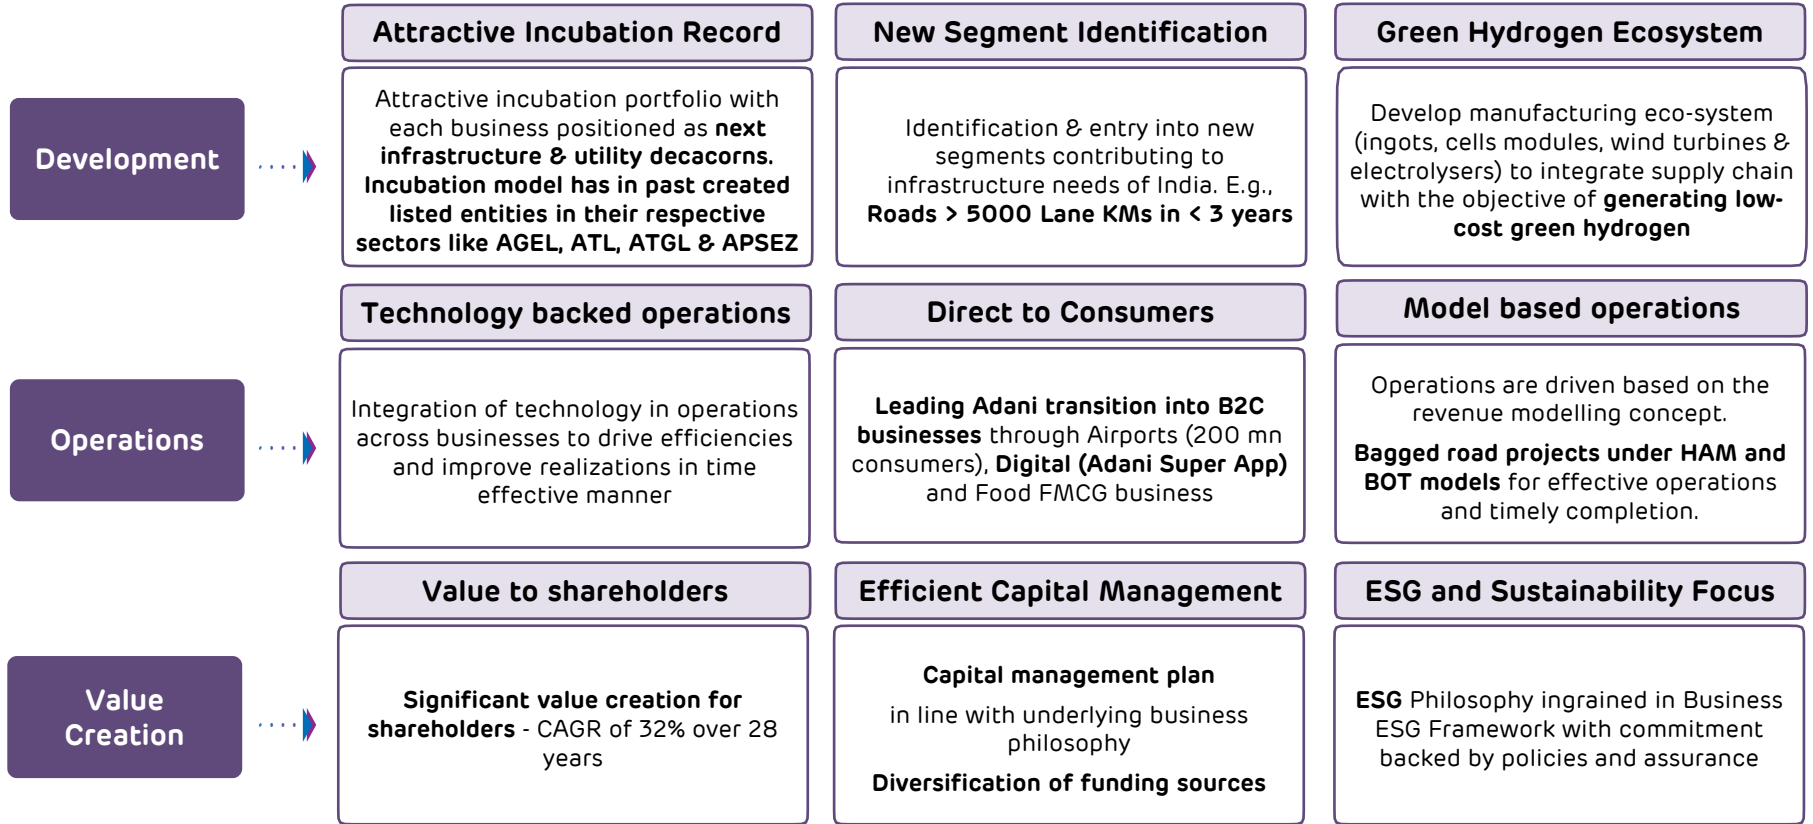 Attractive Incubation Record
New Segment Identification
Green Hydrogen Ecosystem
Development
Attractive incubation portfolio with
each business positioned as next
infrastructure & utility decacorns.
Incubation model has in past created
listed entities in their respective
sectors like AGEL, ATL, ATGL & APSEZ
Identification & entry into new
segments contributing to
infrastructure needs of India. E.g.,
Roads > 5000 Lane KMs in < 3 years
Develop manufacturing eco-system
(ingots, cells modules, wind turbines &
electrolysers) to integrate supply chain
with the objective of generating low-
cost green hydrogen
Technology backed operations
Direct to Consumers
Model based operations
Operations
Integration of technology in operations
across businesses to drive efficiencies
and improve realizations in time
effective manner
Leading Adani transition into B2C
businesses through Airports (200 mn
consumers), Digital (Adani Super App)
and Food FMCG business
Operations are driven based on the
revenue modelling concept.
Bagged road projects under HAM and
BOT models for effective operations
and timely completion.
Value to shareholders
Efficient Capital Management
ESG and Sustainability Focus
Value
Creation
Significant value creation for
shareholders - CAGR of 32% over 28
years
Capital management plan
in line with underlying business
philosophy
Diversification of funding sources
ESG Philosophy ingrained in Business
ESG Framework with commitment
backed by policies and assurance